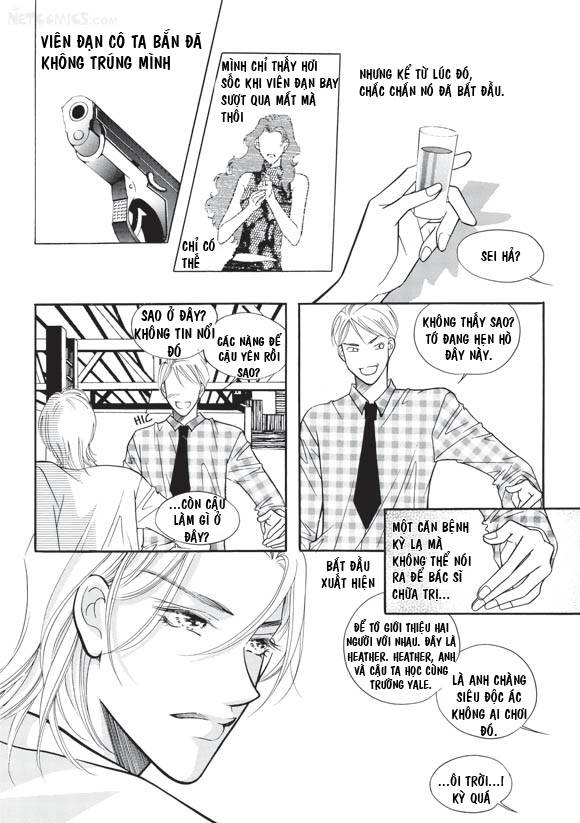 NETCOMICS.COM
VIÊN ĐẠN CÔ TA BẮN ĐÃ
KHÔNG TRÚNG MÌNH
MÌNH CHỈ THẤY HƠI
SỐC KHI VIÊN ĐẠN BAY
SƯỢT QUA MẮT MÀ
THÔI
CHỈ CÓ
THẾ
NHƯNG KỂ TỪ LÚC ĐÓ,
CHẮC CHẮN NÓ ĐÃ BẮT ĐẦU.
SEI HẢ?
SAO Ở ĐÂY?
KHÔNG TIN NỔI
ĐÓ
CÁC NÀNG ĐỂ
CẬU YÊN RỒI
SAO?
HIC
...CÒN CẬU
LÀM GÌ Ở
ĐÂY?
KHÔNG THẤY SAO?
TỚ ĐANG HẸN HÒ
ĐÂY NÀY.
MỘT CĂN BỆNH
KỲ LẠ MÀ
KHÔNG THỂ NÓI
RA ĐỂ BÁC SĨ
CHỮA TRỊ...
BẮT ĐẦU
XUẤT HIỆN
ĐỂ TỚ GIỚI THIỆU HAI
NGƯỜI VỚI NHAU. ĐÂY LÀ
HEATHER. HEATHER, ANH
VÀ CẬU TA HỌC CÙNG
TRƯỜNG YALE.
LÀ ANH CHÀNG
SIÊU ĐỘC ÁC
KHÔNG AI CHƠI
ĐÓ.
...ÔI TRỜI...!
KỲ QUÁ